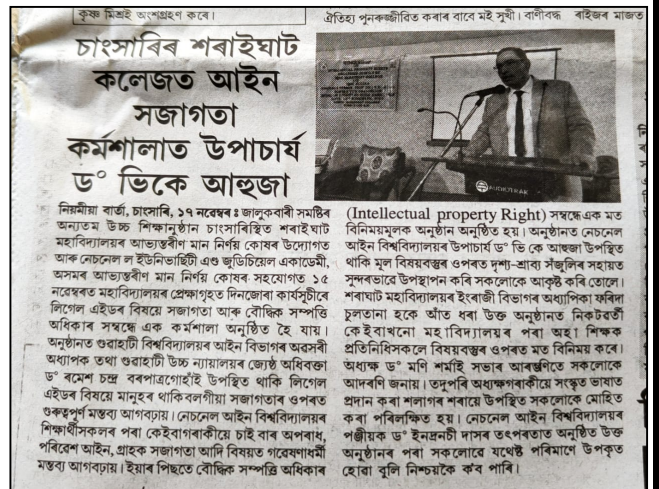 কৃষ্ণ মিশ্ৰই অংশগ্ৰহণ কৰে।
ঐতিহ্য পুনৰুজ্জীৱিত কৰাৰ বাবে মই সুখী। বাণীবদ্ধ ৰাইজৰ মাজত
চাংসাৰিৰ শৰাইঘাট
কলেজত আইন
সজাগতা
কৰ্মশালাত উপাচাৰ্য
ড° ভিকে আহুজা
AUDIOTRAK
নিয়মীয়া বাৰ্তা, চাংসাৰি, ১৭ নৱেম্বৰ : জালুকবাৰী সমষ্টিৰ
অন্যতম উচ্চ শিক্ষানুষ্ঠান চাংসাৰিস্থিত শৰাইঘাট
মহাবিদ্যালয়ৰ আভ্যন্তৰীণ মান নিৰ্ণয় কোষৰ উদ্যোগত
আৰু নেচনেল ল ইউনিভাৰ্ছিটী এণ্ড জুডিচিয়েল একাডেমী,
অসমৰ আভ্যন্তৰীণ মান নিৰ্ণয় কোষৰ সহযোগত ১৫
নৱেম্বৰত মহাবিদ্যালয়ৰ প্ৰেক্ষাগৃহত দিনজোৰা কাৰ্যসূচীৰে
লিগেল এইডৰ বিষয়ে সজাগতা আৰু বৌদ্ধিক সম্পত্তি
অধিকাৰ সম্বন্ধে এক কৰ্মশালা অনুষ্ঠিত হৈ যায়।
অনুষ্ঠানত গুৱাহাটী বিশ্ববিদ্যালয়ৰ আইন বিভাগৰ অৱসৰী
অধ্যাপক তথা গুৱাহাটী উচ্চ ন্যায়ালয়ৰ জ্যেষ্ঠ অধিবক্তা
ড° ৰমেশ চন্দ্ৰ বৰপাত্ৰগোহাঁই উপস্থিত থাকি লিগেল
এইডৰ বিষয়ে মানুহৰ থাকিবলগীয়া সজাগতাৰ ওপৰত
গুৰুত্বপূৰ্ণ মন্তব্য আগবঢ়ায়। নেচনেল আইন বিশ্ববিদ্যালয়ৰ
শিক্ষাৰ্থীসকলৰ পৰা কেইবাগৰাকীয়ে চাই বাৰ অপৰাধ,
পৰিৱেশ আইন, গ্ৰাহক সজাগতা আদি বিষয়ত গৱেষণাধৰ্মী
মন্তব্য আগবঢ়ায়। ইয়াৰ পিছতে বৌদ্ধিক সম্পত্তি অধিকাৰ
(Intellectual property Right) সম্বন্ধে এক মত
বিনিময়মূলক অনুষ্ঠান অনুষ্ঠিত হয়। অনুষ্ঠানত নেচনেল
আইন বিশ্ববিদ্যালয়ৰ উপাচাৰ্য ড° ভি কে আহুজা উপস্থিত
থাকি মূল বিষয়বস্তুৰ ওপৰত দৃশ্য-শ্ৰাব্য সঁজুলিৰ সহায়ত
সুন্দৰভাৱে উপস্থাপন কৰি সকলোকে আকৃষ্ট কৰি তোলে।
শৰাঘাট মহাবিদ্যালয়ৰ ইংৰাজী বিভাগৰ অধ্যাপিকা ফৰিদা
চুলতানা হকে আঁত ধৰা উক্ত অনুষ্ঠানত নিকটৱৰ্তী
কেইবাখনো মহাবিদ্যালয়ৰ পৰা অহা শিক্ষক
প্ৰতিনিধিসকলে বিষয়বস্তুৰ ওপৰত মত বিনিময় কৰে।
অধ্যক্ষ ড° মণি শৰ্মাই সভাৰ আৰম্ভণিতে সকলোকে
আদৰণি জনায়। তদুপৰি অধ্যক্ষগৰাকীয়ে সংস্কৃত ভাষাত
প্ৰদান কৰা শলাগৰ শৰাইয়ে উপস্থিত সকলোকে মোহিত
কৰা পৰিলক্ষিত হয়। নেচনেল আইন বিশ্ববিদ্যালয়ৰ
পঞ্জীয়ক ড° ইনদ্ৰনচী দাসৰ তৎপৰতাত অনুষ্ঠিত উক্ত
অনুষ্ঠানৰ পৰা সকলোৱে যথেষ্ট পৰিমাণে উপকৃত
হোৱা বুলি নিশ্চয়কৈ ক'ব পাৰি।